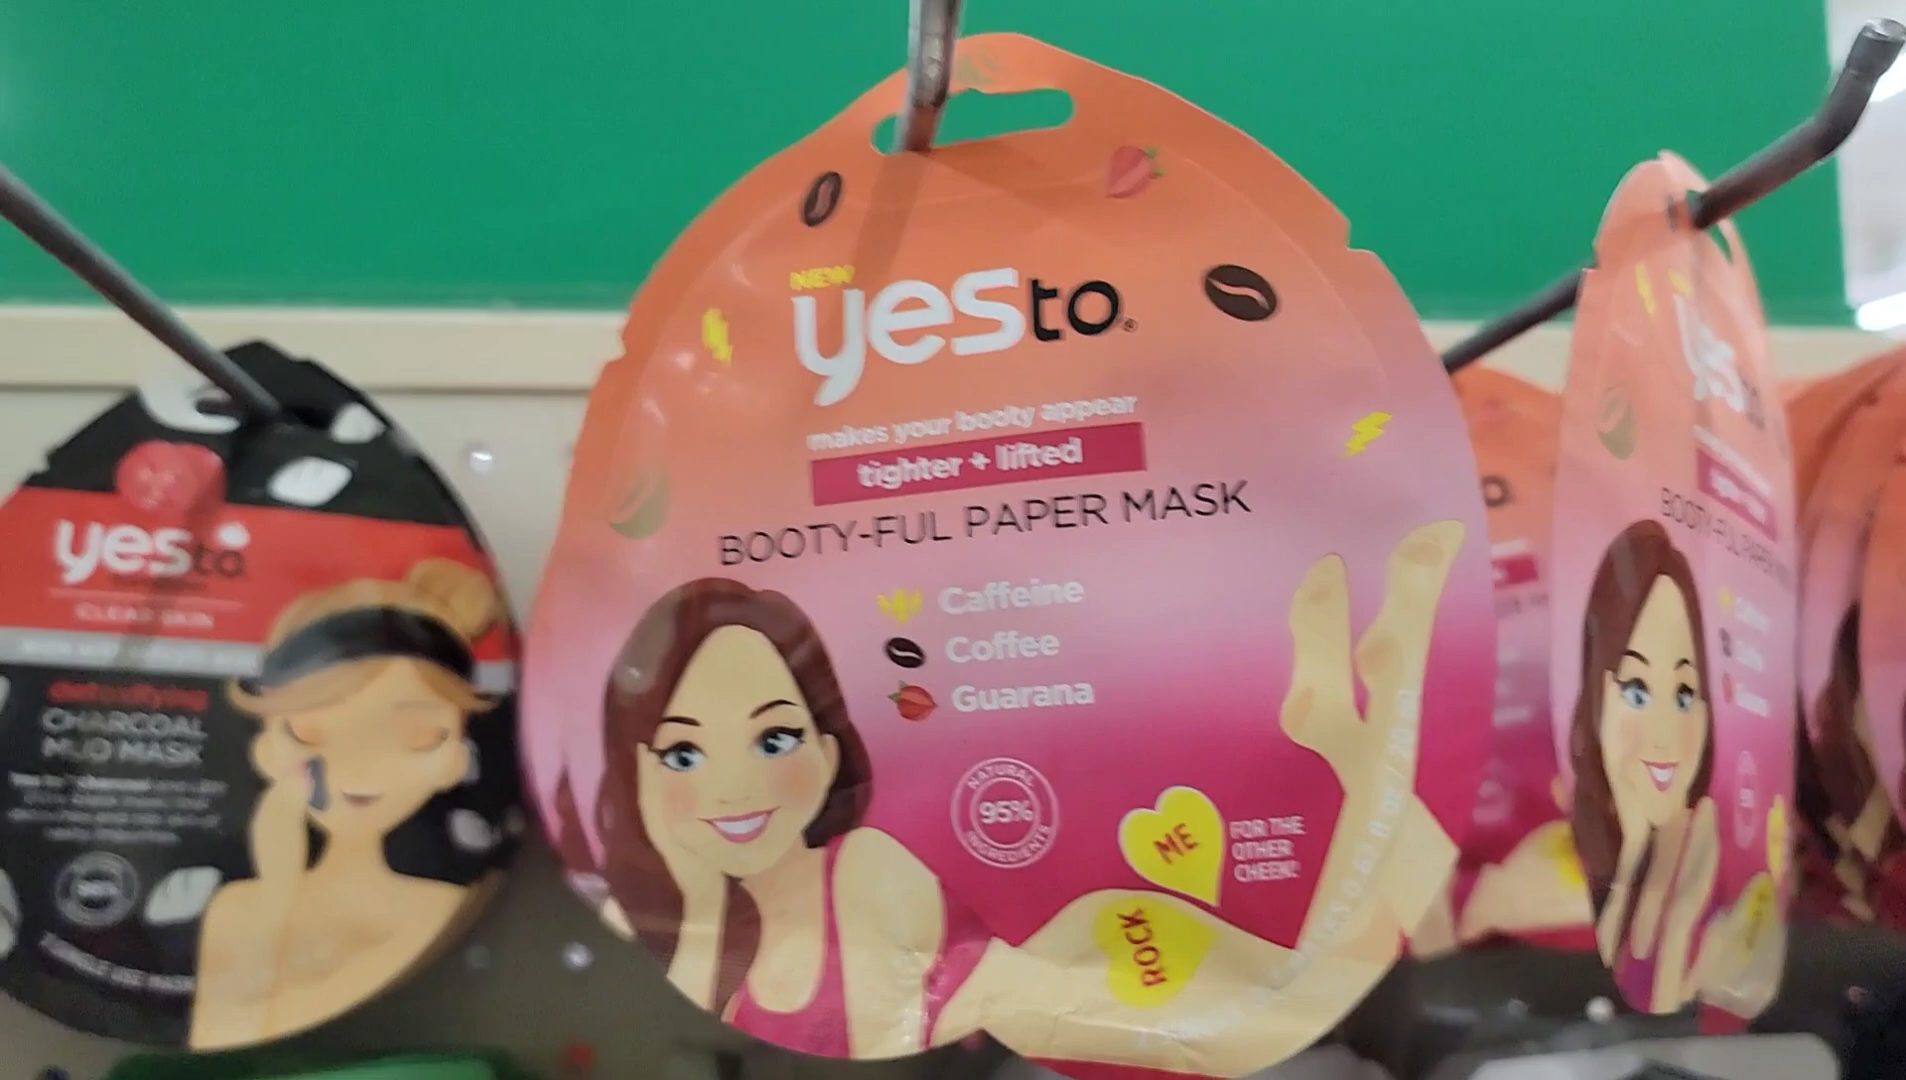 NEW
yes to®
makes your booty appear
tighter + lifted
BOOTY-FUL PAPER MASK
Caffeine
Coffee
Guarana
NATURAL
95%
INGREDIENTS
ME
FOR THE
OTHER
CHEEK!
ROCK
yes to
CLEAR SKIN
detoxifying
CHARCOAL
MUD MASK
yes to
BOOTY-FUL PAPER